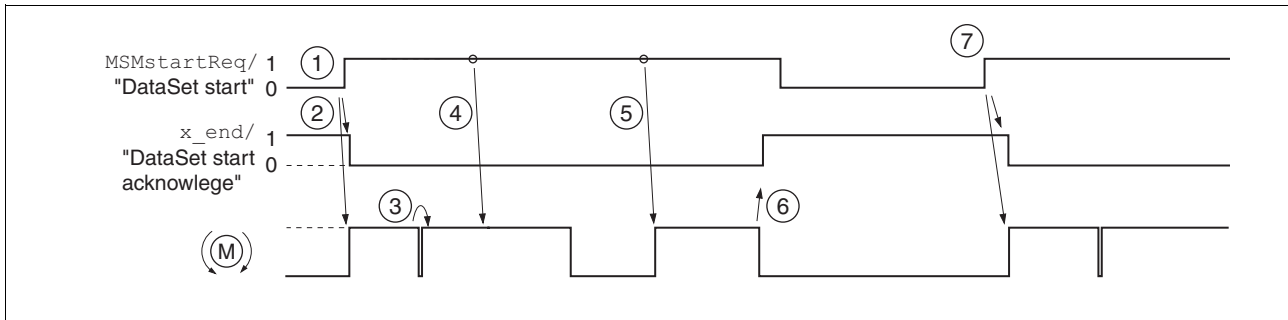 MSMstartReq/ 1
"DataSet start" 0
1
7
2
4
5
x_end/ 1
"DataSet start 0
acknowlege"
3
6
M